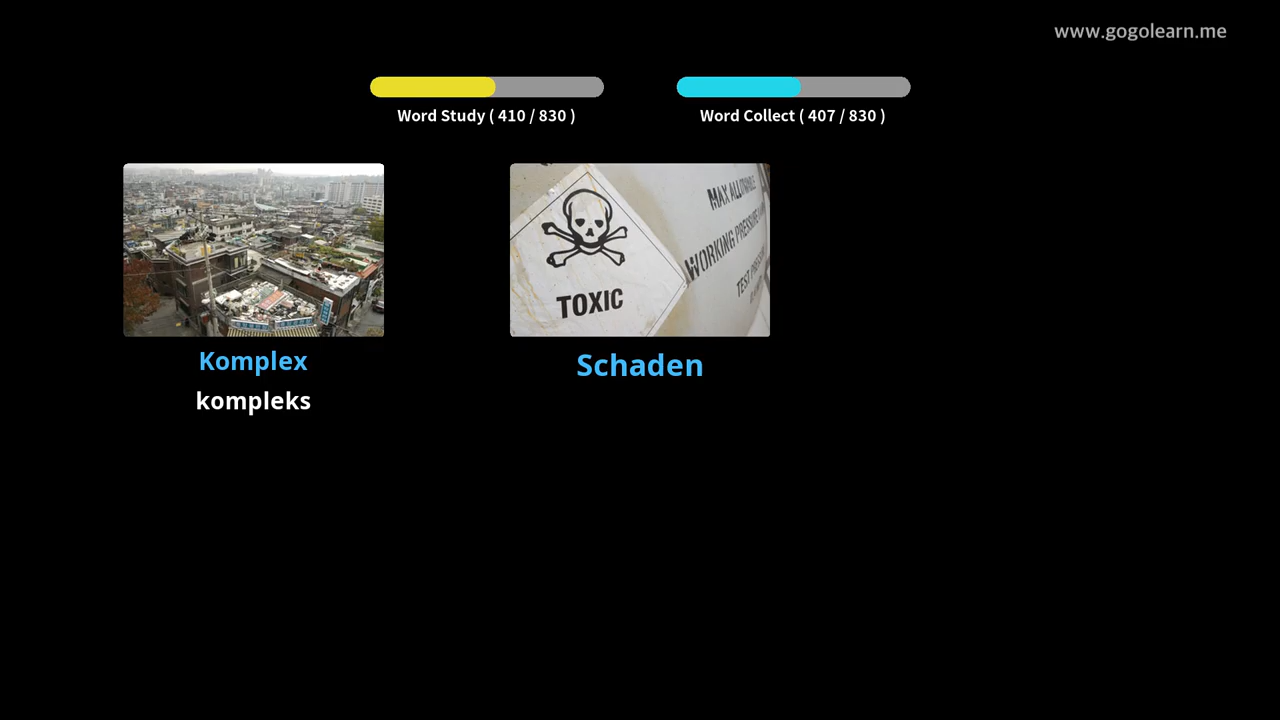 www.gogolearn.me
Word Study ( 410 / 830 )
Word Collect ( 407 / 830 )
TOXIC
MAX ALLOWABLE
WORKING PRESSURE
TEST
Komplex
kompleks
Schaden